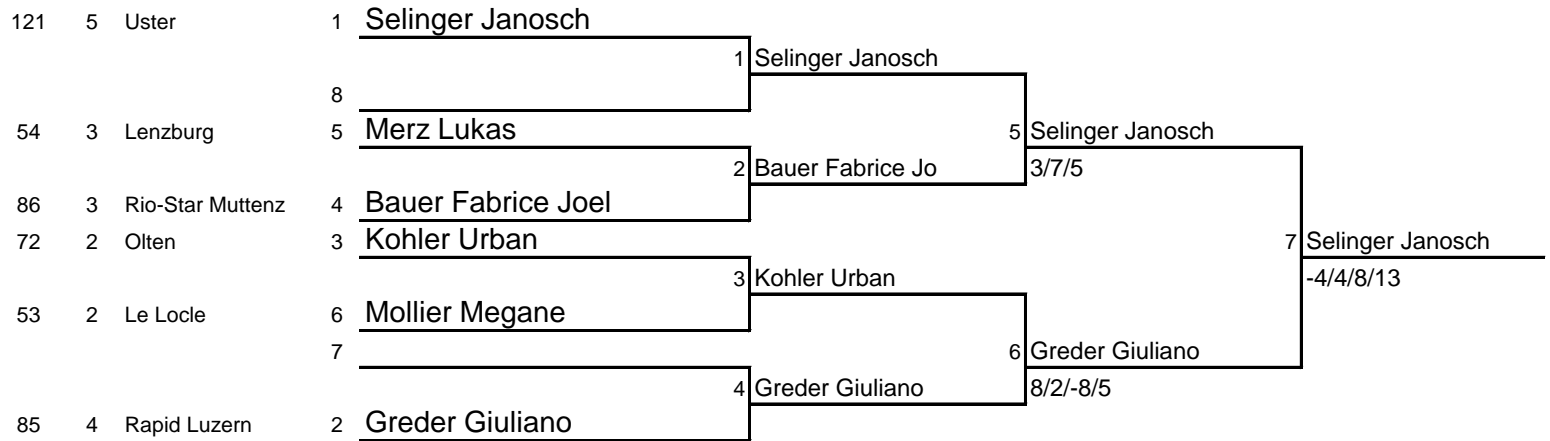 121 5 Uster 1 Selinger Janosch
1 Selinger Janosch
8
54 3 Lenzburg 5 Merz Lukas 5 Selinger Janosch
2 Bauer Fabrice Jo 3/7/5
86 3 Rio-Star Muttenz 4 Bauer Fabrice Joel
72 2 Olten 3 Kohler Urban 7 Selinger Janosch
3 Kohler Urban -4/4/8/13
53 2 Le Locle 6 Mollier Megane
7 6 Greder Giuliano
4 Greder Giuliano 8/2/-8/5
85 4 Rapid Luzern 2 Greder Giuliano